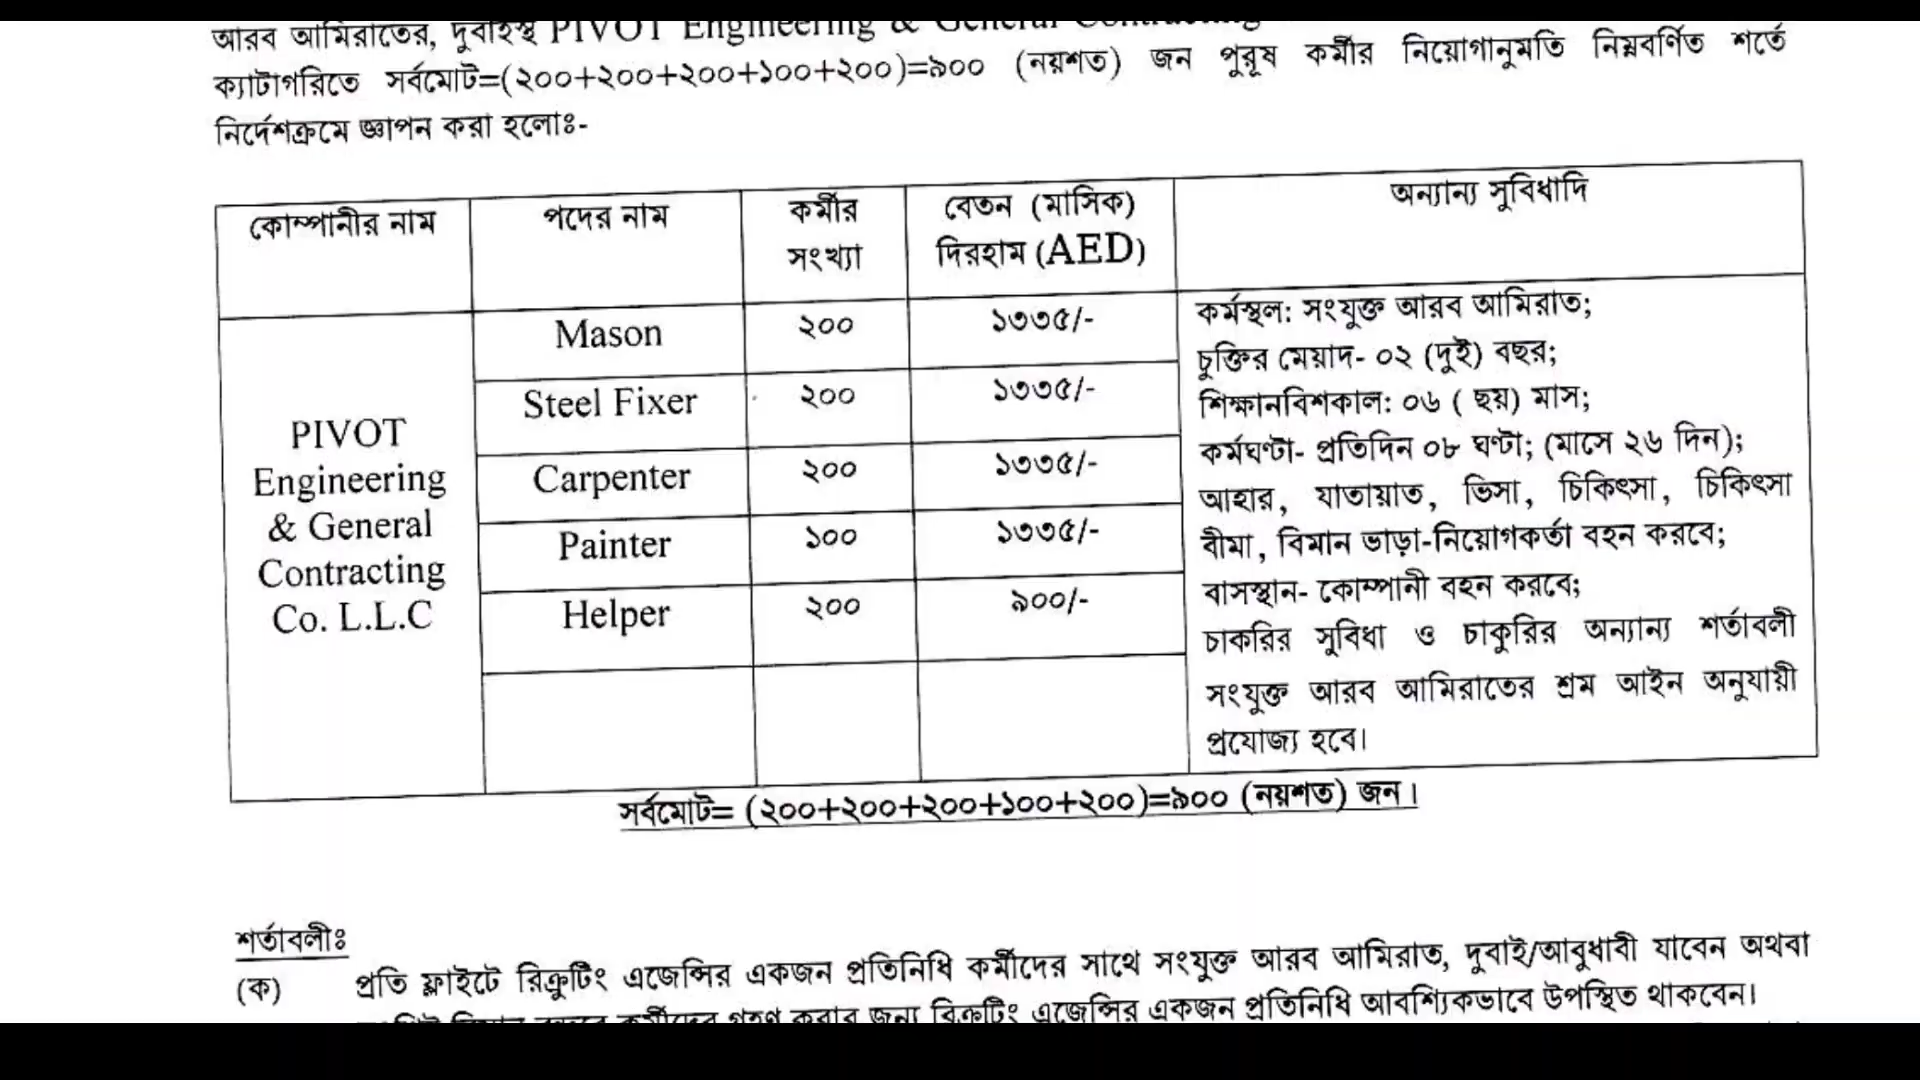 আরব আমিরাতের, দুবাইস্থ PIVOT Engineering & General Contracting
ক্যাটাগরিতে সর্বমোট=(২০০+২০০+২০০+১০০+২০০)=৯০০ (নয়শত) জন পুরূষ কর্মীর নিয়োগানুমতি নিম্নবর্ণিত শর্তে
নির্দেশক্রমে জ্ঞাপন করা হলোঃ-
কোম্পানীর নাম
পদের নাম
কর্মীর
সংখ্যা
বেতন (মাসিক)
দিরহাম (AED)
অন্যান্য সুবিধাদি
PIVOT
Engineering
& General
Contracting
Co. L.L.C
Mason ২০০ ১৩৩৫/-
Steel Fixer ২০০ ১৩৩৫/-
Carpenter ২০০ ১৩৩৫/-
Painter ১০০ ১৩৩৫/-
Helper ২০০ ৯০০/-
কর্মস্থল: সংযুক্ত আরব আমিরাত;
চুক্তির মেয়াদ- ০২ (দুই) বছর;
শিক্ষানবিশকাল: ০৬ ( ছয়) মাস;
কর্মঘণ্টা- প্রতিদিন ০৮ ঘণ্টা; (মাসে ২৬ দিন);
আহার, যাতায়াত, ভিসা, চিকিৎসা, চিকিৎসা
বীমা, বিমান ভাড়া-নিয়োগকর্তা বহন করবে;
বাসস্থান- কোম্পানী বহন করবে;
চাকরির সুবিধা ও চাকুরির অন্যান্য শর্তাবলী
সংযুক্ত আরব আমিরাতের শ্রম আইন অনুযায়ী
প্রযোজ্য হবে।
সর্বমোট= (২০০+২০০+২০০+১০০+২০০)=৯০০ (নয়শত) জন।
শর্তাবলীঃ
(ক) প্রতি ফ্লাইটে রিক্রুটিং এজেন্সির একজন প্রতিনিধি কর্মীদের সাথে সংযুক্ত আরব আমিরাত, দুবাই/আবুধাবী যাবেন অথবা
কর্মীদের গ্রহণ করার জন্য রিক্রুটিং এজেন্সির একজন প্রতিনিধি আবশ্যিকভাবে উপস্থিত থাকবেন।